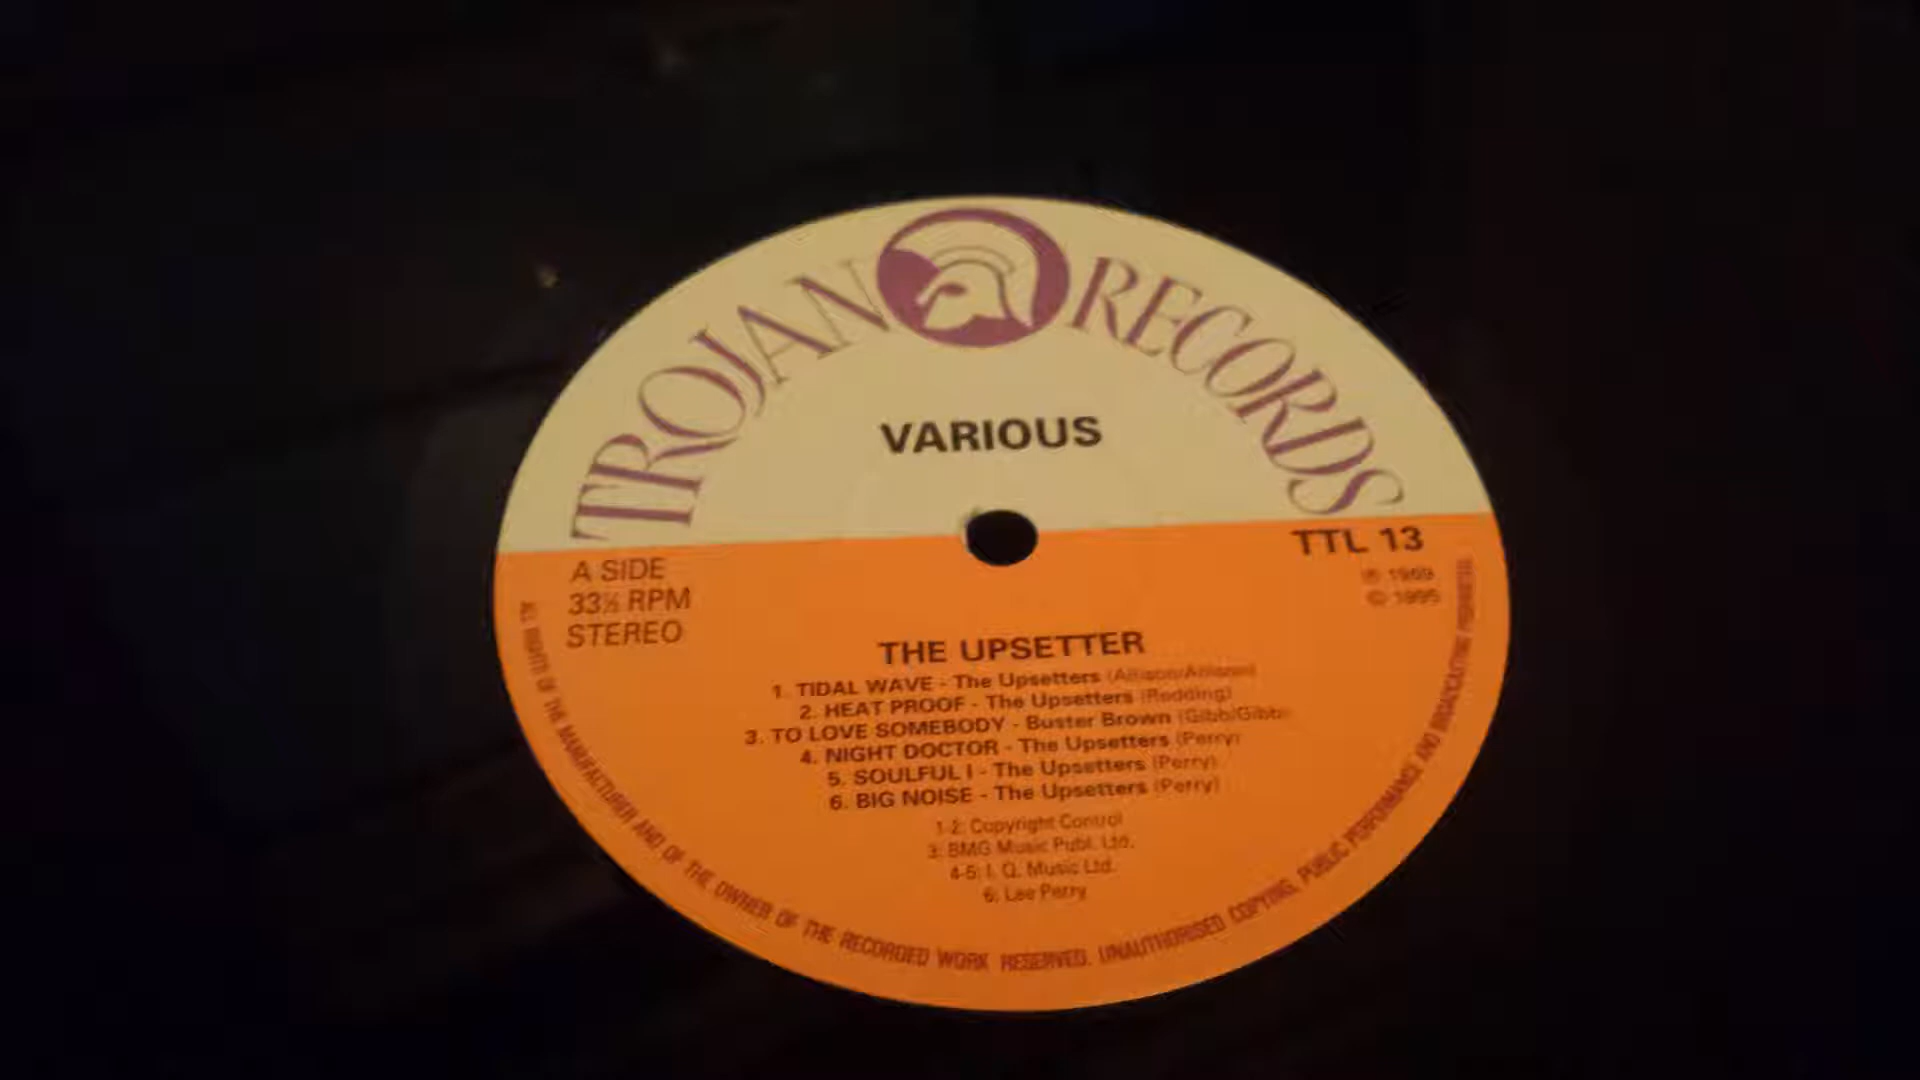 TROJAN RECORDS
VARIOUS
A SIDE
33⅓ RPM
STEREO
TTL 13
℗ 1969
© 1995
THE UPSETTER
1. TIDAL WAVE - The Upsetters (Allison/Allison)
2. HEAT PROOF - The Upsetters (Redding)
3. TO LOVE SOMEBODY - Buster Brown (Gibb/Gibb)
4. NIGHT DOCTOR - The Upsetters (Perry)
5. SOULFUL I - The Upsetters (Perry)
6. BIG NOISE - The Upsetters (Perry)
1-2: Copyright Control
3: BMG Music Publ. Ltd.
4-5: I. Q. Music Ltd.
6: Lee Perry
ALL RIGHTS OF THE MANUFACTURER AND OF THE OWNER OF THE RECORDED WORK RESERVED. UNAUTHORISED COPYING, PUBLIC PERFORMANCE AND BROADCASTING PROHIBITED